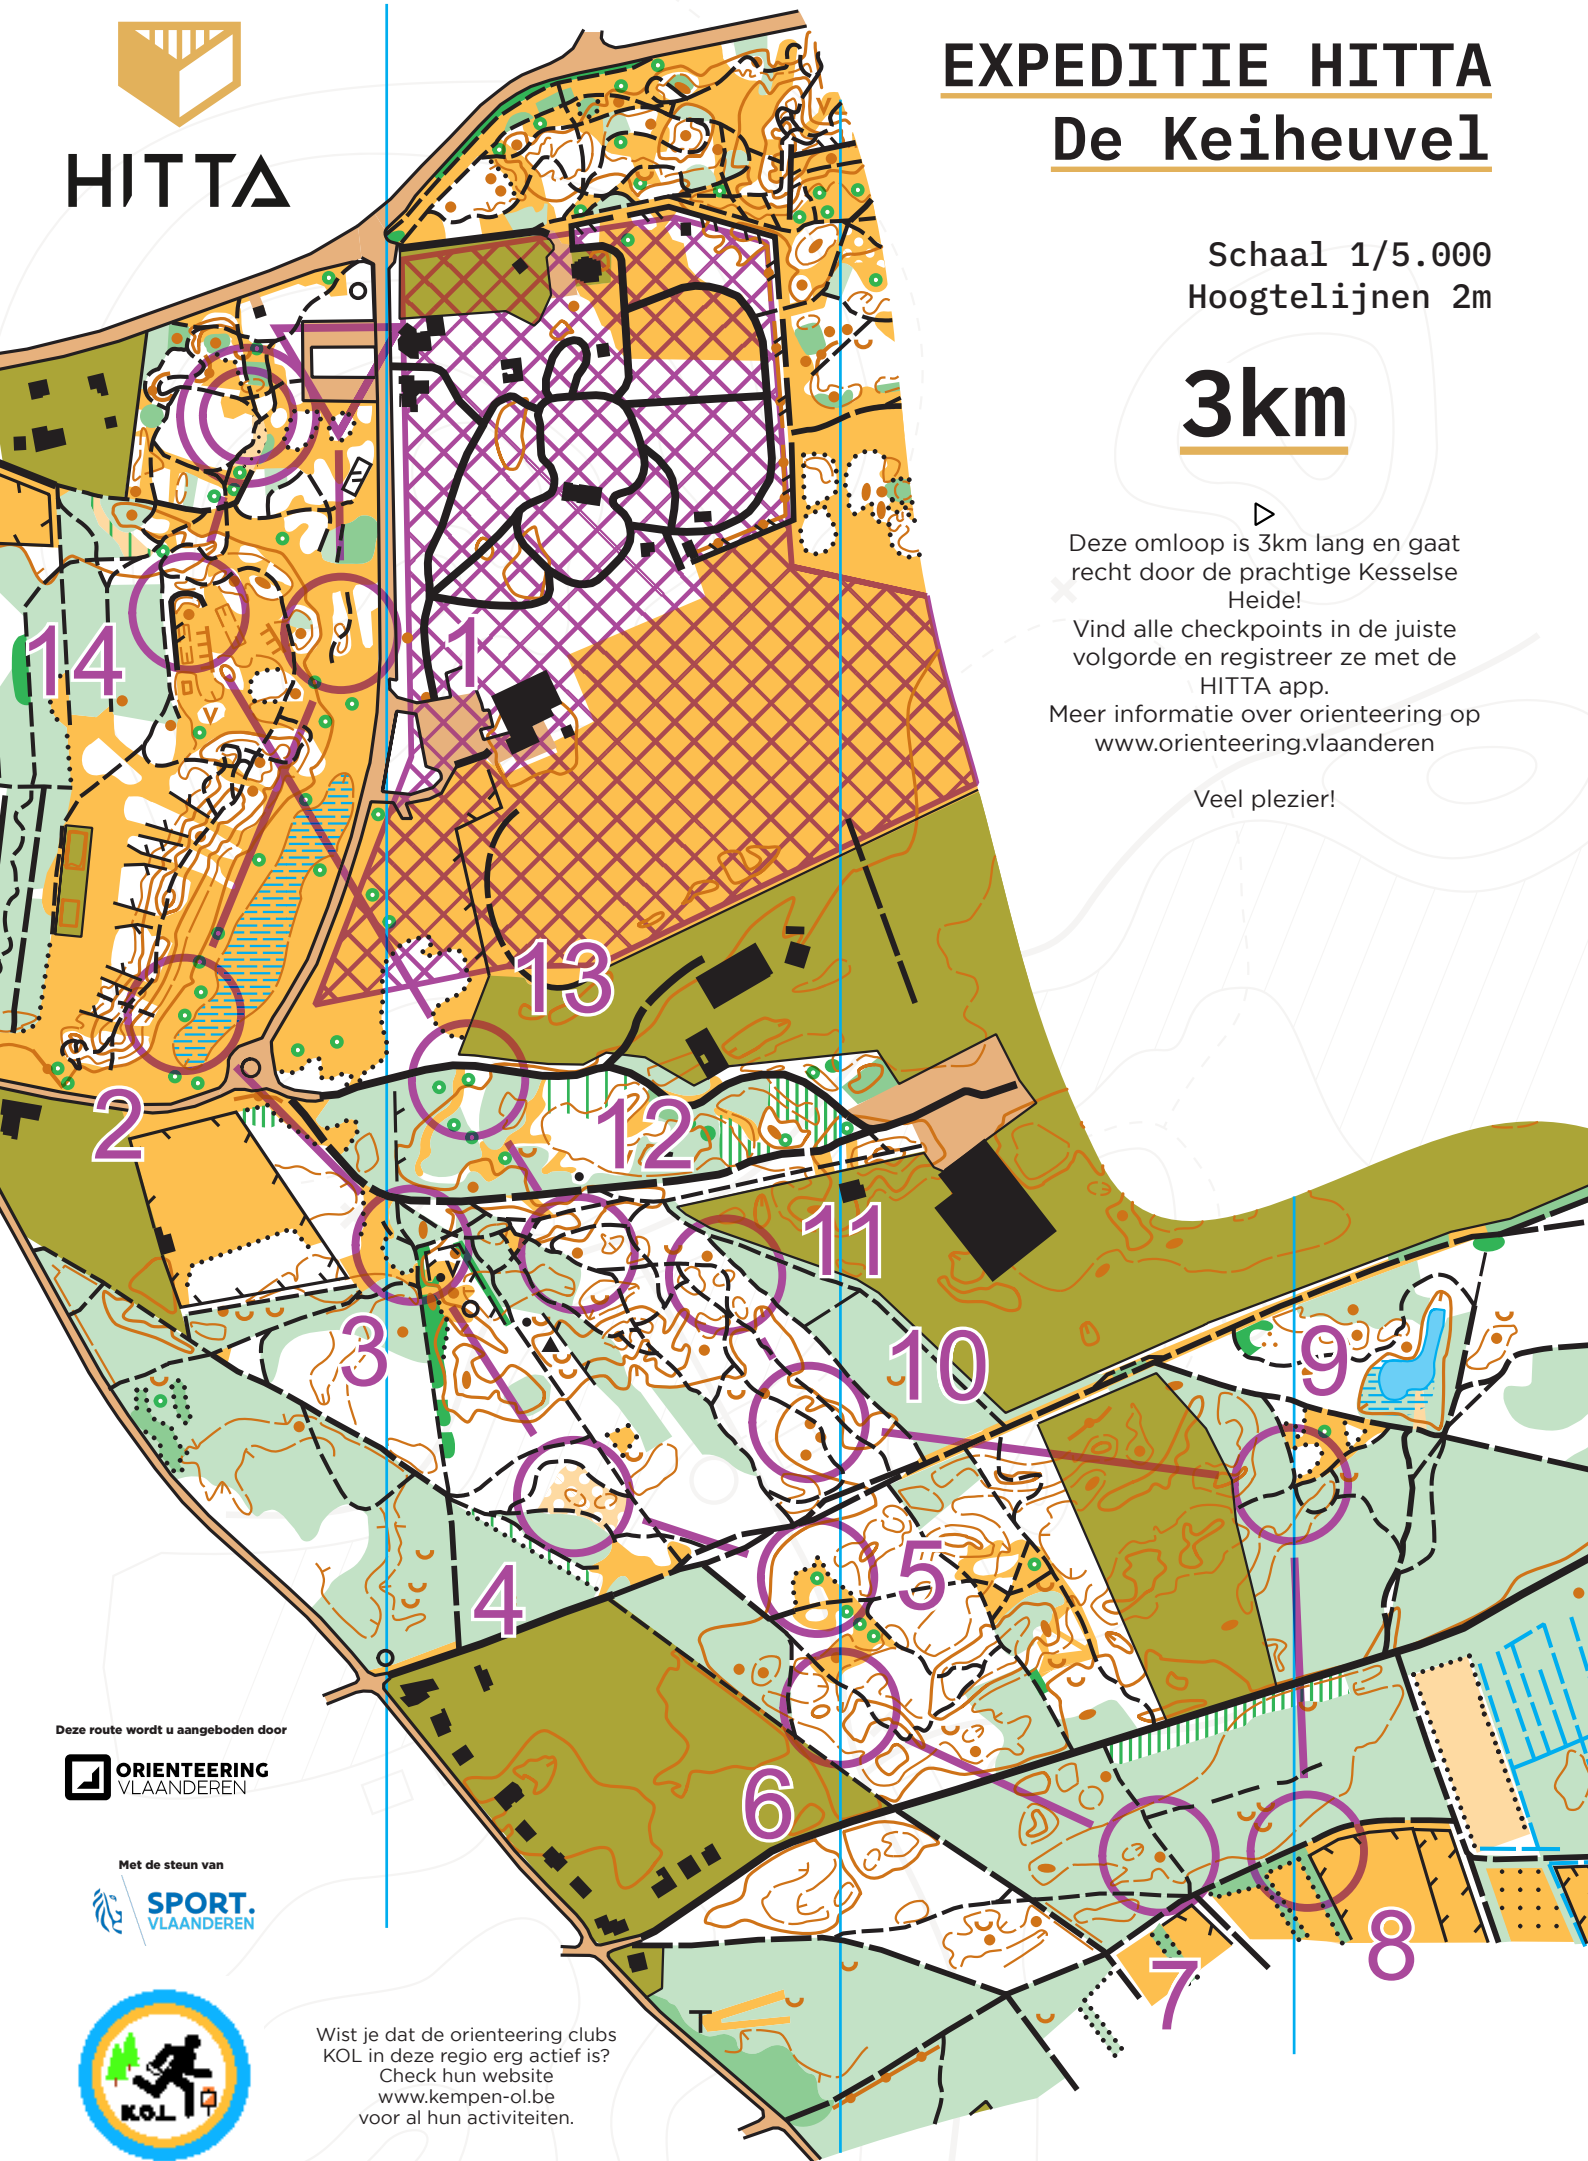 HITTA
EXPEDITIE HITTA
De Keiheuvel
Schaal 1/5.000
Hoogtelijnen 2m
3km
Deze omloop is 3km lang en gaat
recht door de prachtige Kesselse
Heide!
Vind alle checkpoints in de juiste
volgorde en registreer ze met de
HITTA app.
Meer informatie over orienteering op
www.orienteering.vlaanderen
Veel plezier!
14
1
13
2
12
11
3
10
9
5
4
6
8
7
Deze route wordt u aangeboden door
ORIENTEERING
VLAANDEREN
Met de steun van
SPORT.
VLAANDEREN
K.O.L
Wist je dat de orienteering clubs
KOL in deze regio erg actief is?
Check hun website
www.kempen-ol.be
voor al hun activiteiten.